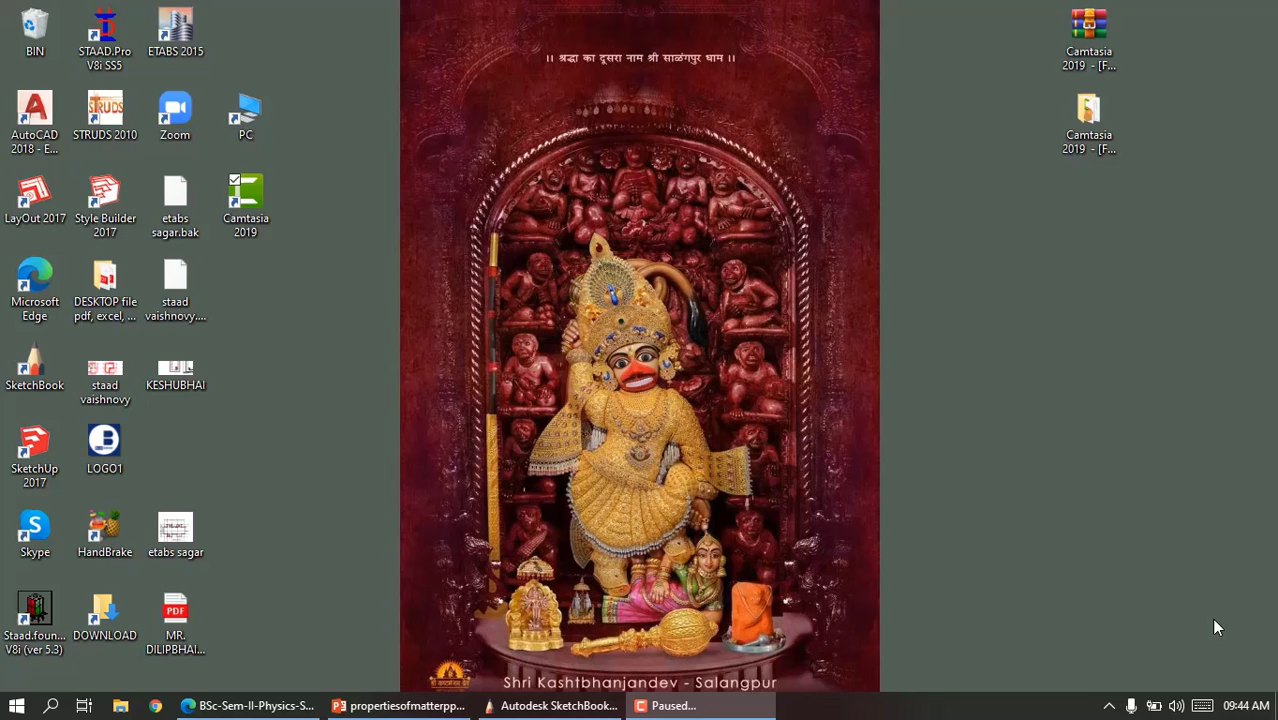 ।। श्रद्धा का दूसरा नाम श्री साळंगपुर धाम ।।
BIN
STAAD.Pro
V8i SS5
ETABS 2015
AutoCAD
2018 - E...
STRUDS 2010
Zoom
PC
LayOut 2017
Style Builder
2017
etabs
sagar.bak
Camtasia
2019
Microsoft
Edge
DESKTOP file
pdf, excel, ...
staad
vaishnovy....
SketchBook
staad
vaishnovy
KESHUBHAI
SketchUp
2017
LOGO1
Skype
HandBrake
etabs sagar
Staad.foun...
V8i (ver 5.3)
DOWNLOAD
PDF
MR.
DILIPBHAI...
Camtasia
2019 - [F...
Camtasia
2019 - [F...
Shri Kashtbhanjandev - Salangpur
BSc-Sem-II-Physics-S...
propertiesofmatterpp...
Autodesk SketchBook...
Paused...
09:44 AM